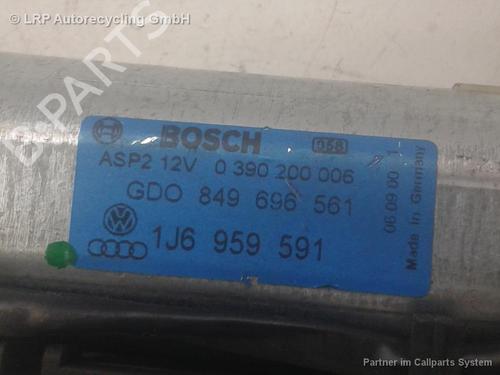 © LRP Autorecycling GmbH
BOSCH 058
ASP2 12V 0 390 200 006
GDO 849 696 561
1J6 959 591
06 09 00 1
Made in Germany
Partner im Callparts System